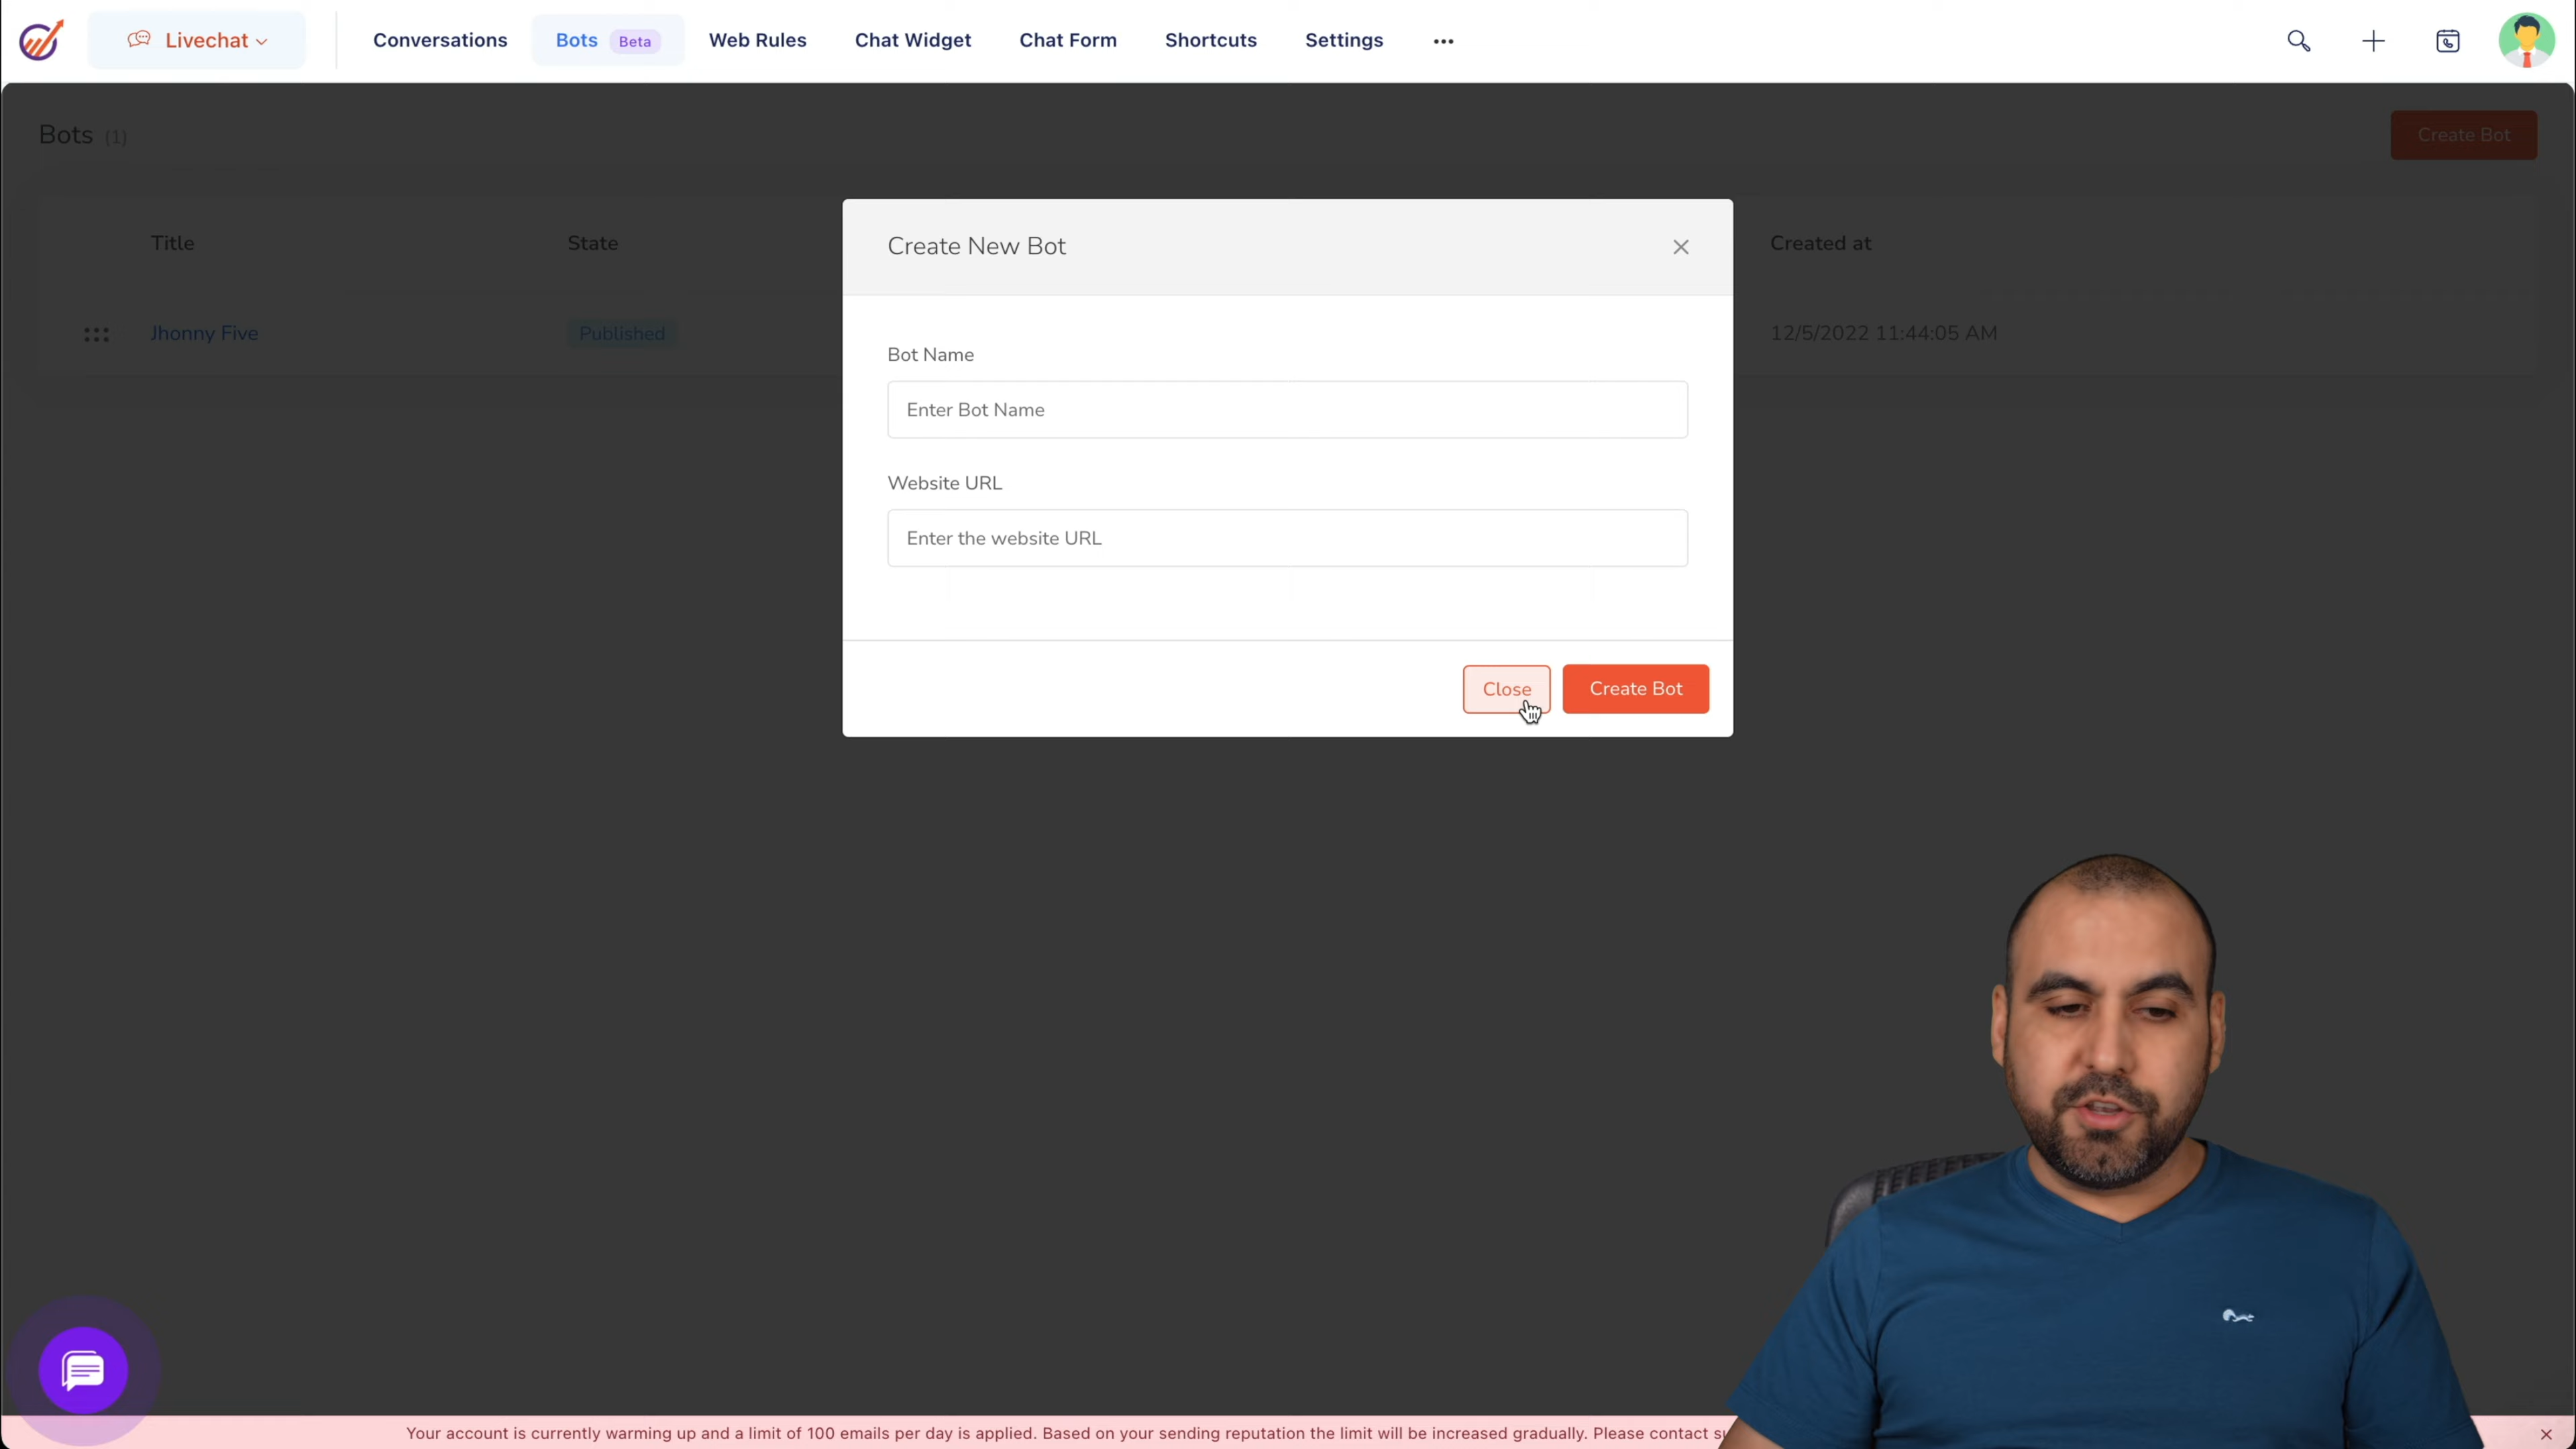 Livechat
Conversations
Bots Beta
Web Rules
Chat Widget
Chat Form
Shortcuts
Settings
Bots (1)
Create Bot
Title
State
Created at
Jhonny Five
Published
12/5/2022 11:44:05 AM
Create New Bot
Bot Name
Enter Bot Name
Website URL
Enter the website URL
Close
Create Bot
Your account is currently warming up and a limit of 100 emails per day is applied. Based on your sending reputation the limit will be increased gradually. Please contact